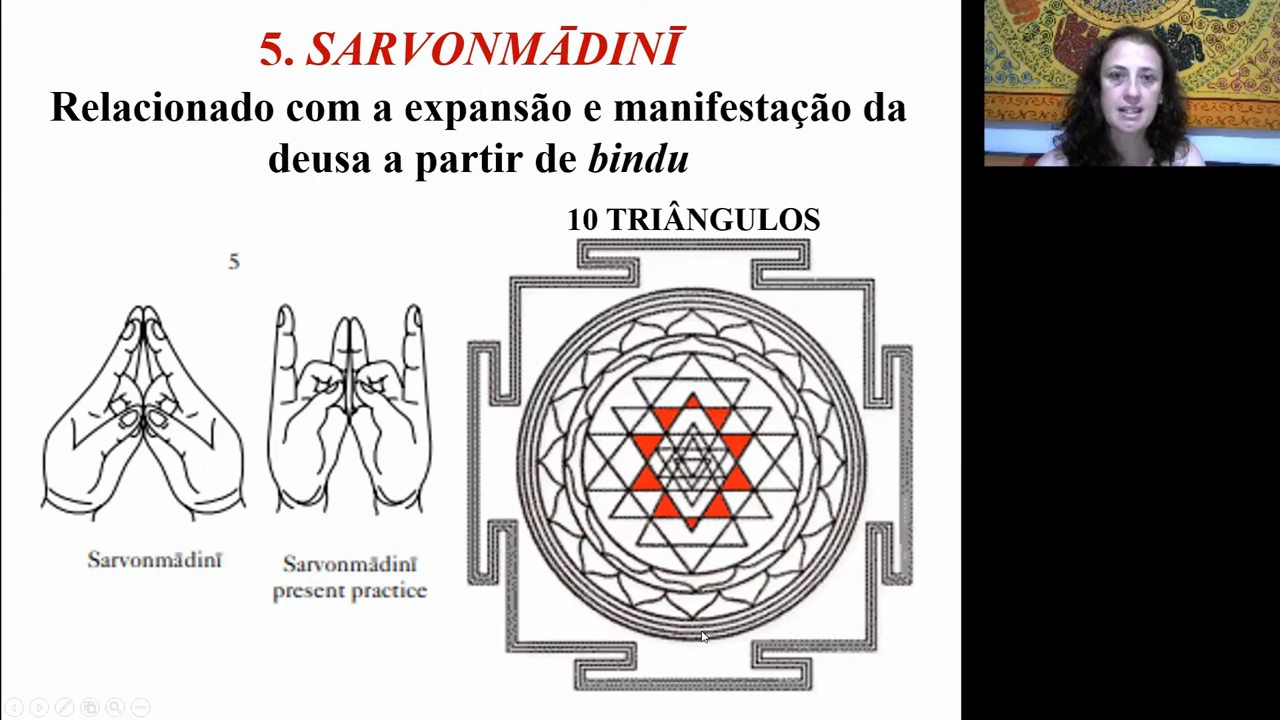 5. SARVONMĀDINĪ
Relacionado com a expansão e manifestação da
deusa a partir de bindu
10 TRIÂNGULOS
5
Sarvonmādinī
Sarvonmādinī
present practice